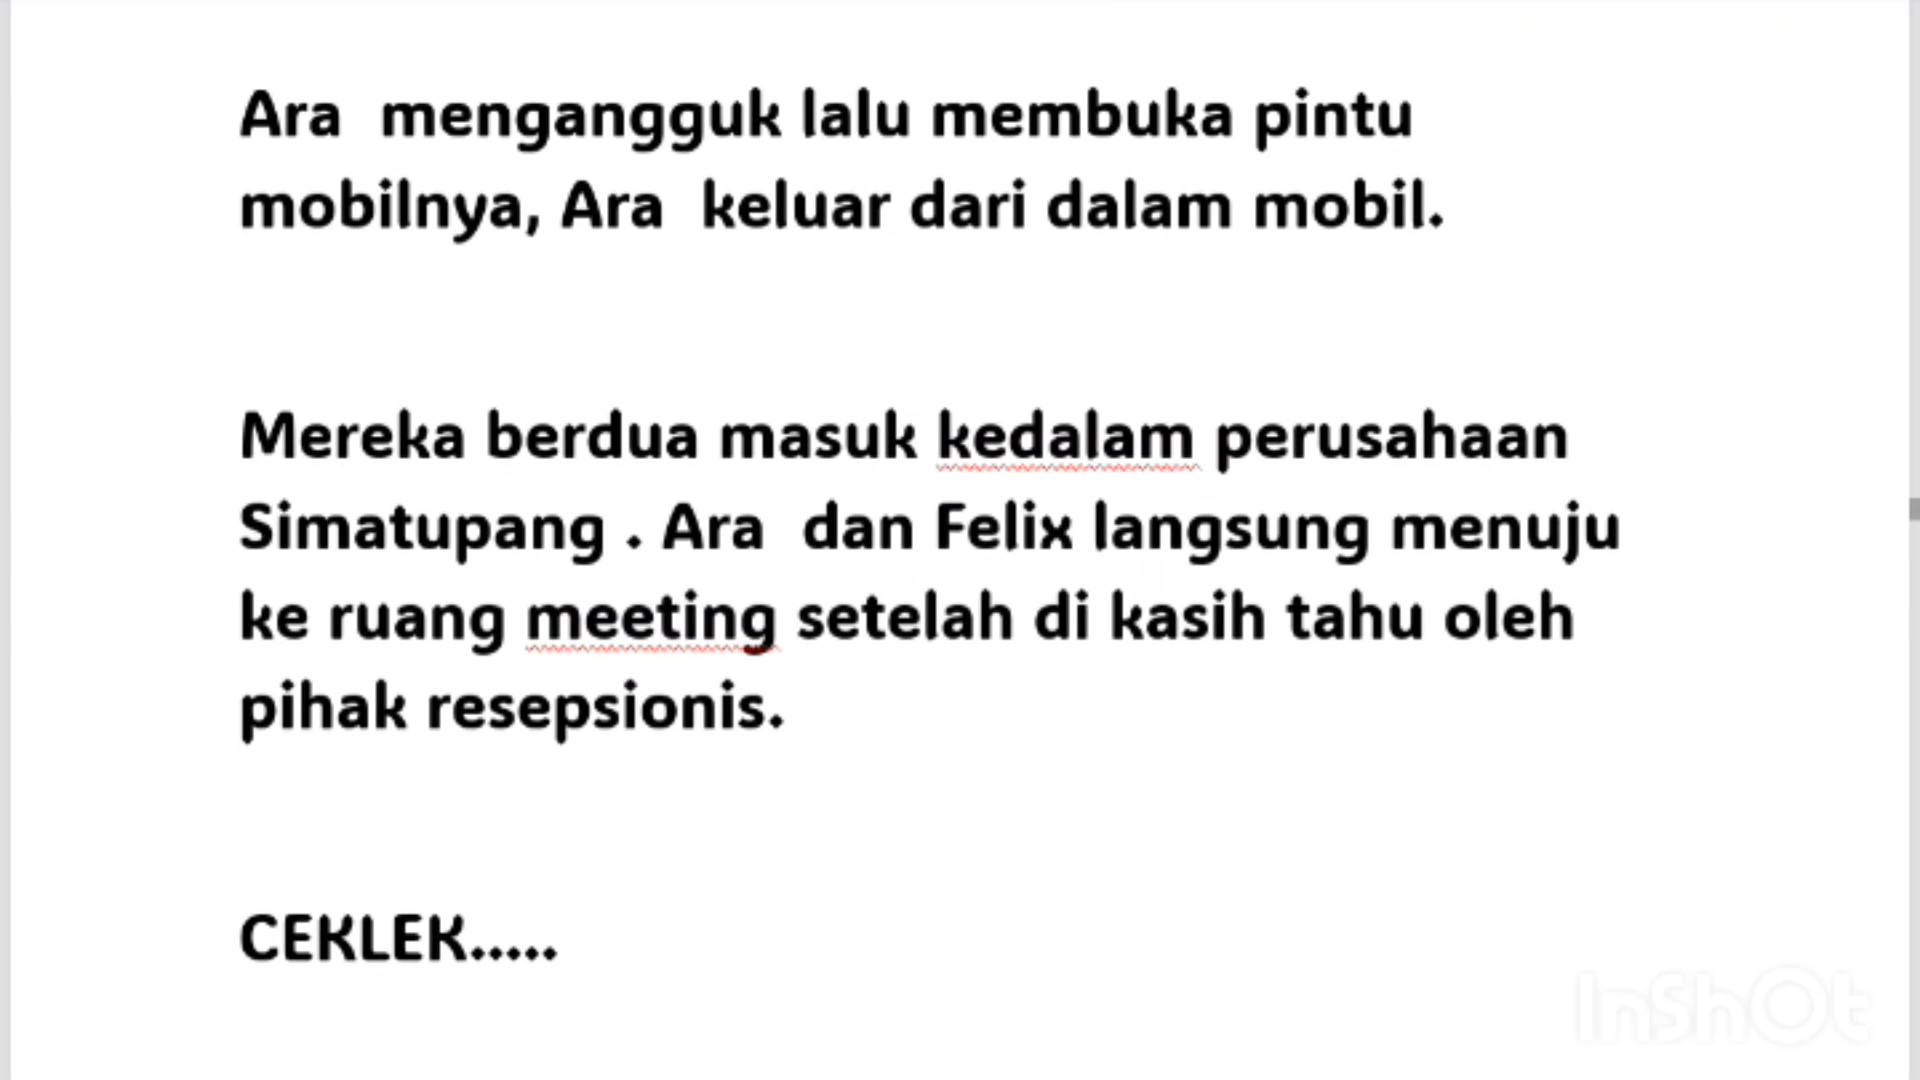 Ara  mengangguk lalu membuka pintu
mobilnya, Ara  keluar dari dalam mobil.
Mereka berdua masuk kedalam perusahaan
Simatupang . Ara  dan Felix langsung menuju
ke ruang meeting setelah di kasih tahu oleh
pihak resepsionis.
CEKLEK.....
InShOt